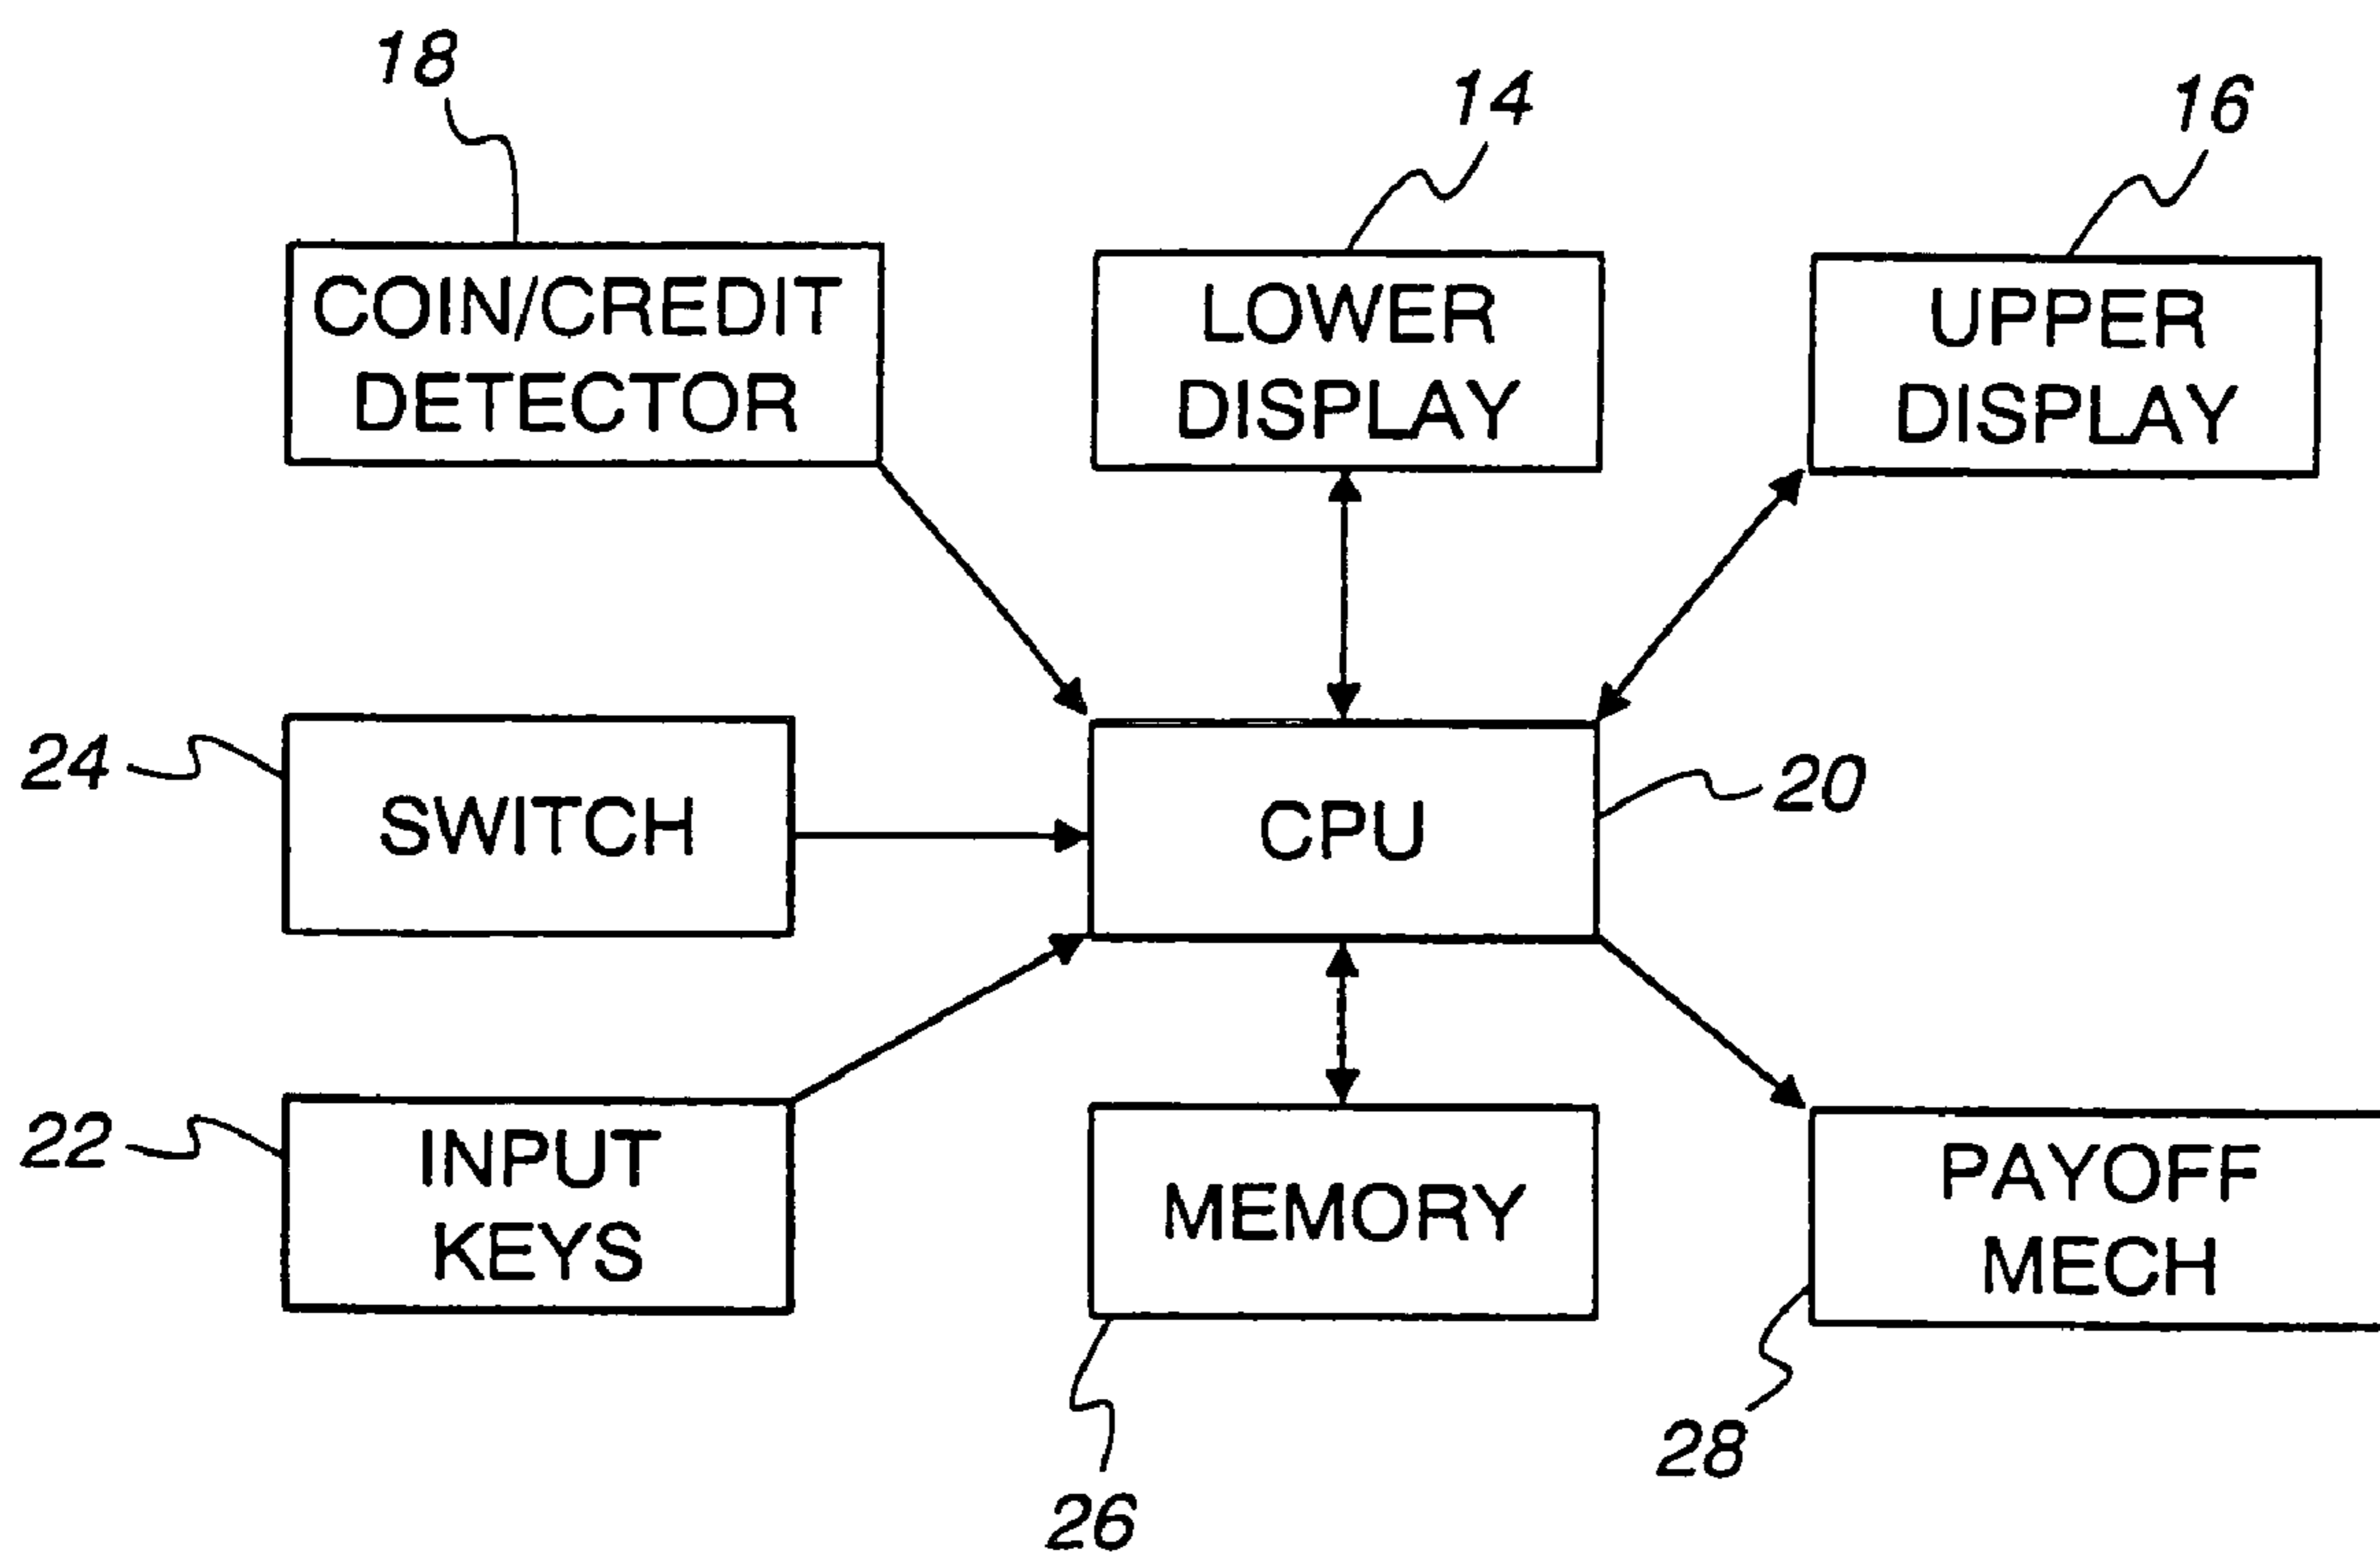 18
14
16
COIN/CREDIT
DETECTOR
LOWER
DISPLAY
UPPER
DISPLAY
24
SWITCH
CPU
20
22
INPUT
KEYS
MEMORY
PAYOFF
MECH
26
28